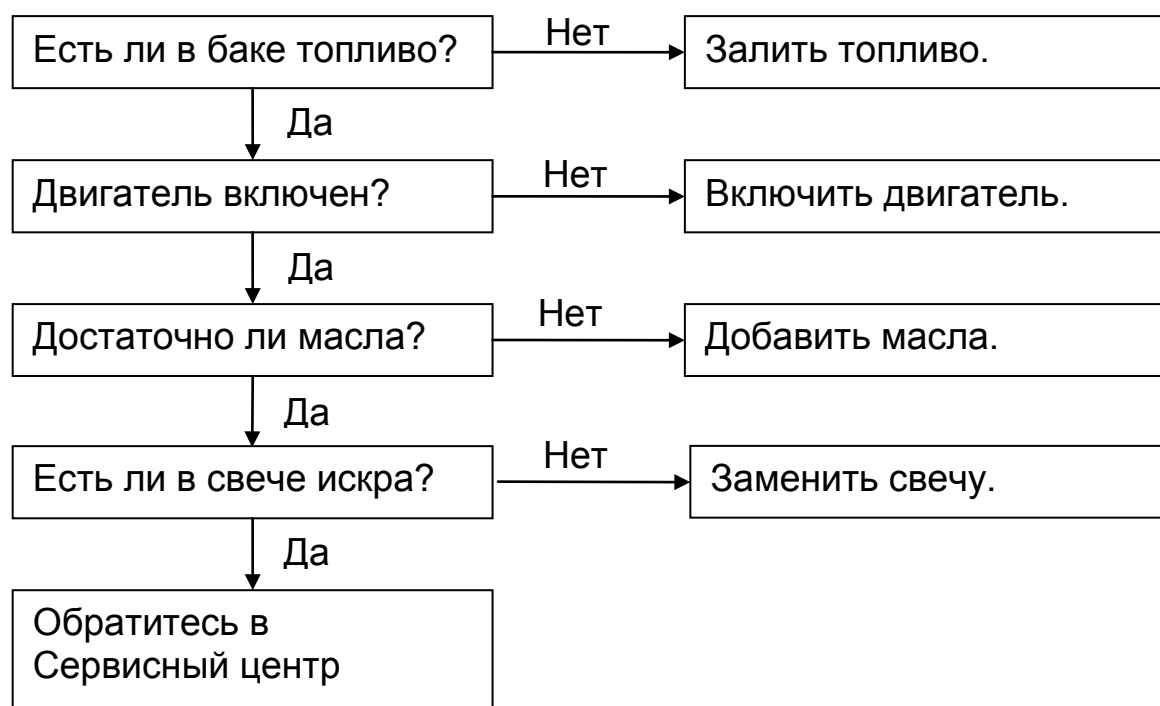 Есть ли в баке топливо?
Нет
Залить топливо.
Да
Двигатель включен?
Нет
Включить двигатель.
Да
Достаточно ли масла?
Нет
Добавить масла.
Да
Есть ли в свече искра?
Нет
Заменить свечу.
Да
Обратитесь в
Сервисный центр